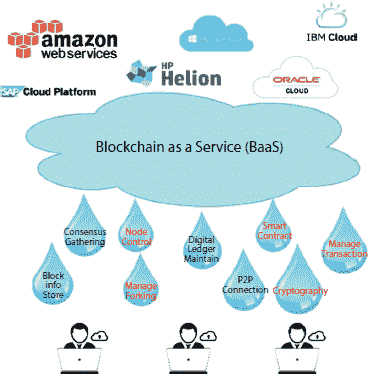 amazon
webservices
IBM Cloud
HP
Helion
ORACLE
CLOUD
SAP Cloud Platform
Blockchain as a Service (BaaS)
Consensus
Gathering
Node
Control
Digital
Ledger
Maintain
Smart
Contract
Manage
Transaction
Block
info
Store
Manage
Forking
P2P
Connection
Cryptography